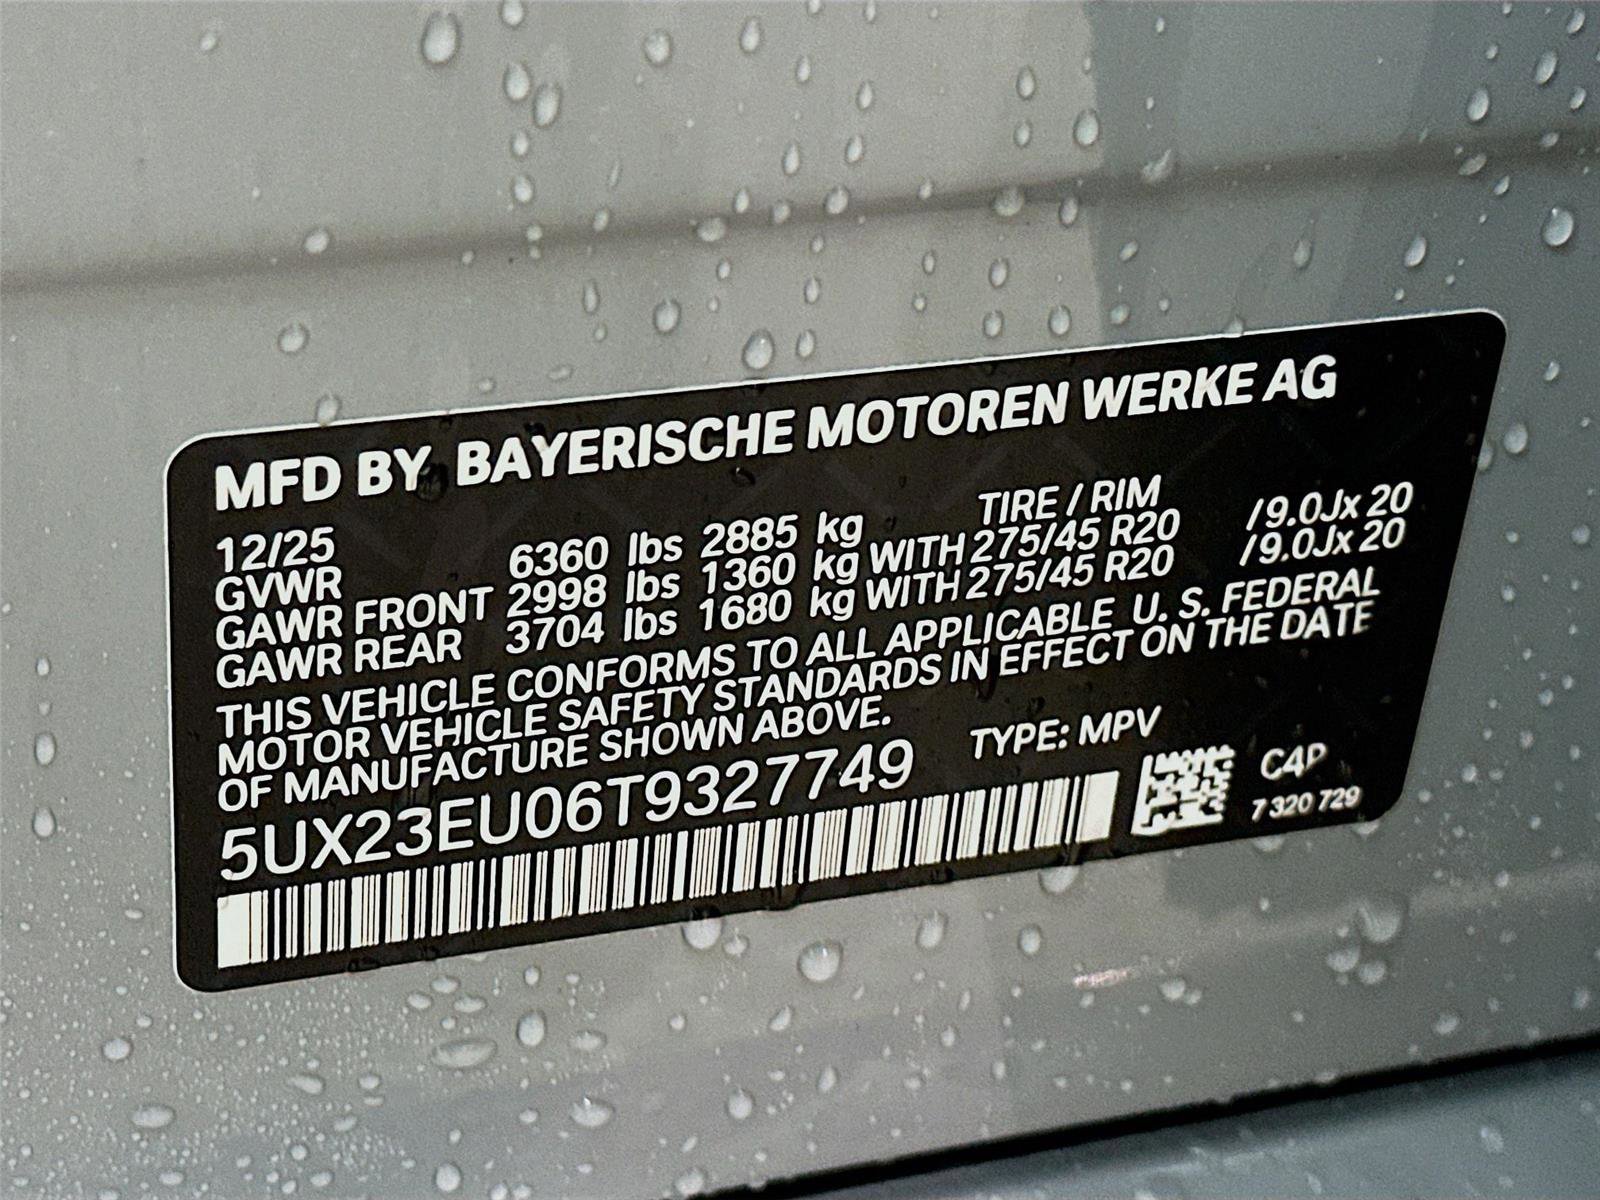 MFD BY BAYERISCHE MOTOREN WERKE AG
12/25 TIRE / RIM
GVWR 6360 lbs 2885 kg
GAWR FRONT 2998 lbs 1360 kg WITH 275/45 R20 /9.0Jx 20
GAWR REAR 3704 lbs 1680 kg WITH 275/45 R20 /9.0Jx 20
THIS VEHICLE CONFORMS TO ALL APPLICABLE U. S. FEDERAL
MOTOR VEHICLE SAFETY STANDARDS IN EFFECT ON THE DATE
OF MANUFACTURE SHOWN ABOVE.
5UX23EU06T9327749 TYPE: MPV
C4P
7 320 729